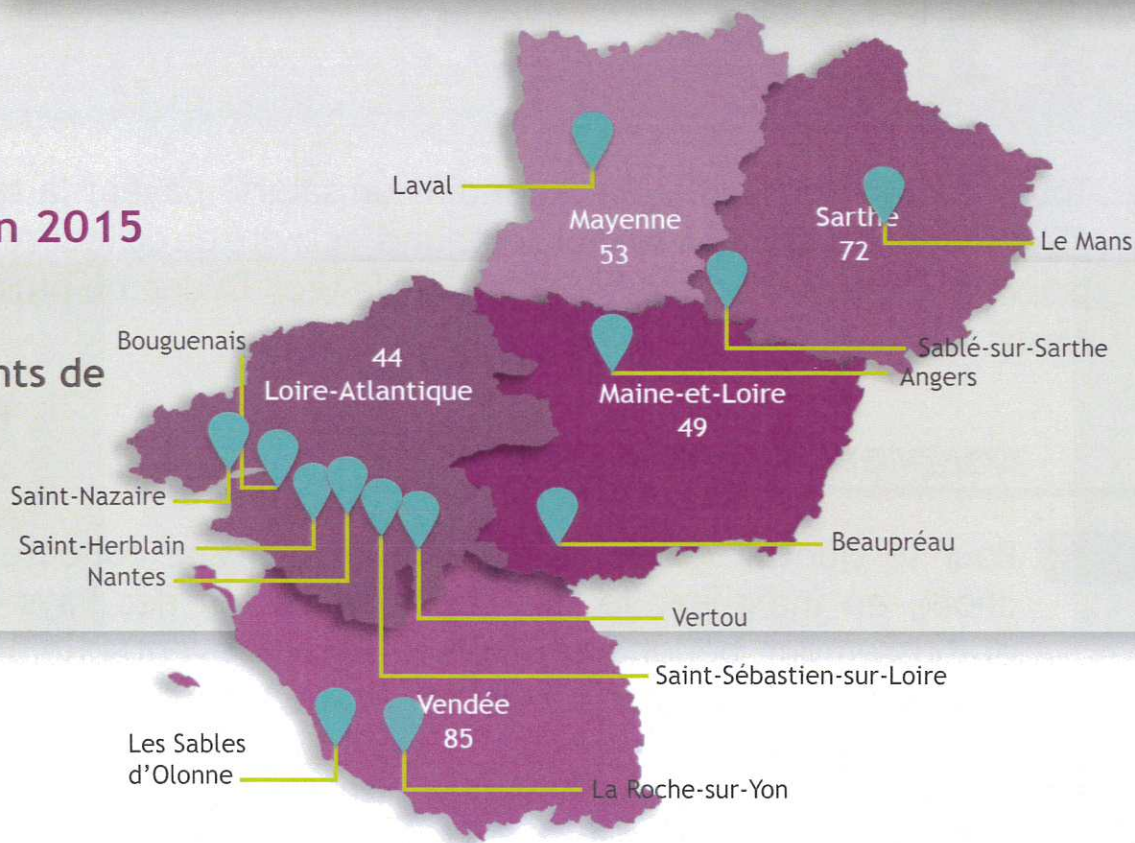 Laval
Mayenne
53
Sarthe
72
Le Mans
n 2015
Bouguenais
nts de
44
Loire-Atlantique
Sablé-sur-Sarthe
Angers
Maine-et-Loire
49
Saint-Nazaire
Saint-Herblain
Nantes
Beaupréau
Vertou
Saint-Sébastien-sur-Loire
Vendée
85
Les Sables
d'Olonne
La Roche-sur-Yon